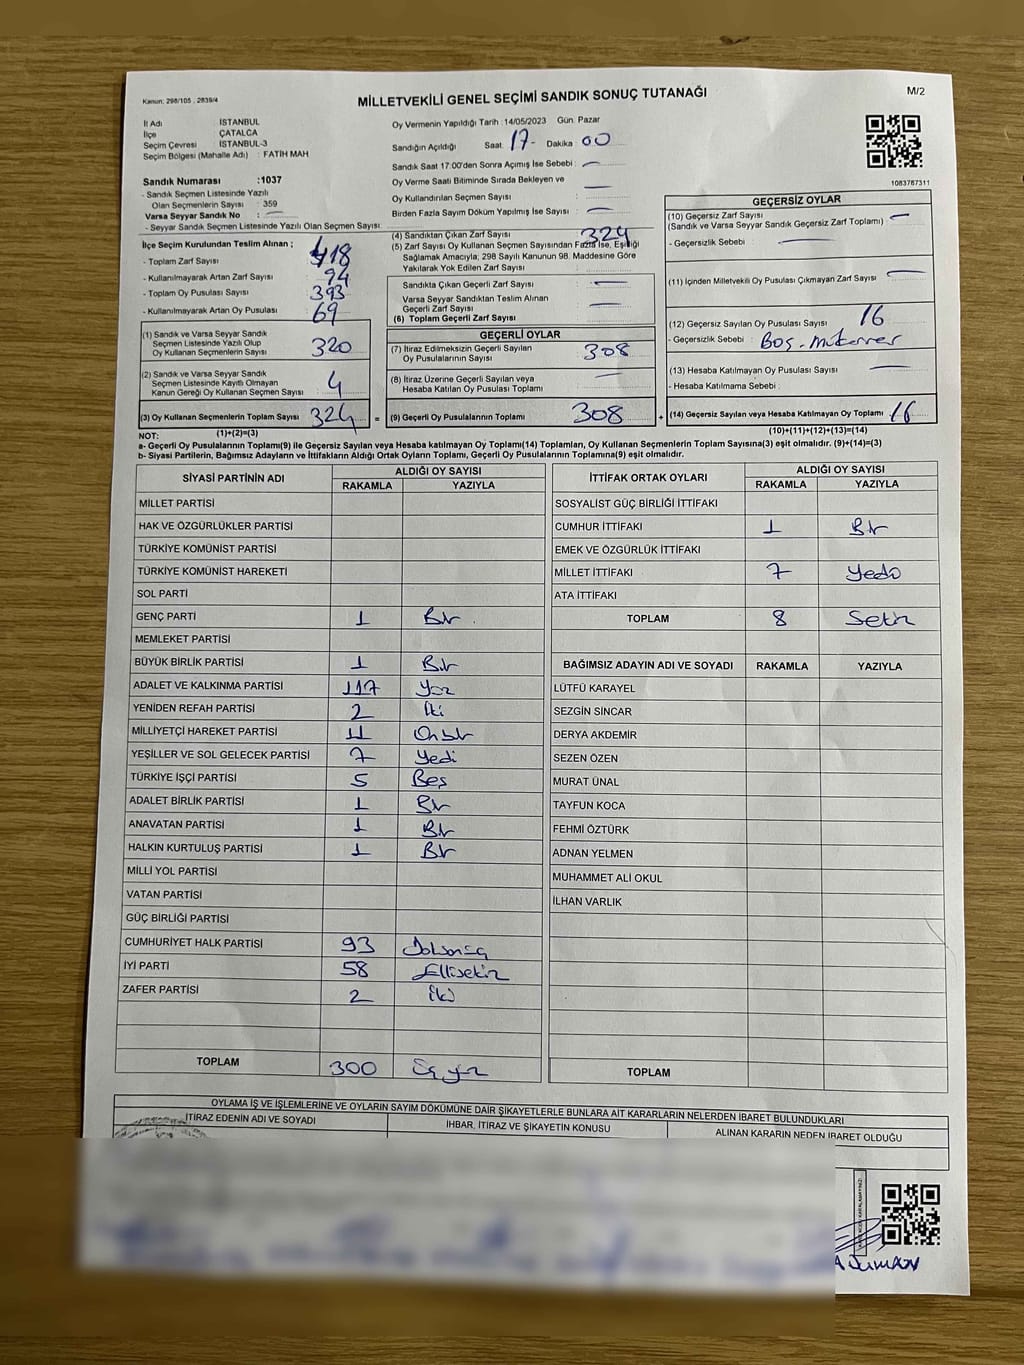 Kanun: 298/105 , 2839/4
MİLLETVEKİLİ GENEL SEÇİMİ SANDIK SONUÇ TUTANAĞI
M/2
İl Adı İSTANBUL
İlçe ÇATALCA
Seçim Çevresi İSTANBUL-3
Seçim Bölgesi (Mahalle Adı) : FATİH MAH
Sandık Numarası :1037
- Sandık Seçmen Listesinde Yazılı
Olan Seçmenlerin Sayısı : 359
Varsa Seyyar Sandık No :
- Seyyar Sandık Seçmen Listesinde Yazılı Olan Seçmen Sayısı:
Oy Vermenin Yapıldığı Tarih : 14/05/2023 Gün: Pazar
Sandığın Açıldığı Saat 17- Dakika 00
Sandık Saat 17:00'den Sonra Açımış İse Sebebi :
Oy Verme Saati Bitiminde Sırada Bekleyen ve
Oy Kullandırılan Seçmen Sayısı :
Birden Fazla Sayım Döküm Yapılmış İse Sayısı :
1083767311
İlçe Seçim Kurulundan Teslim Alınan ;
- Toplam Zarf Sayısı 418
- Kullanılmayarak Artan Zarf Sayısı 94
- Toplam Oy Pusulası Sayısı 393
- Kullanılmayarak Artan Oy Pusulası 69
(4) Sandıktan Çıkan Zarf Sayısı 324
(5) Zarf Sayısı Oy Kullanan Seçmen Sayısından Fazla İse, Eşitliği
Sağlamak Amacıyla; 298 Sayılı Kanunun 98. Maddesine Göre
Yakılarak Yok Edilen Zarf Sayısı :
Sandıkta Çıkan Geçerli Zarf Sayısı :
Varsa Seyyar Sandıktan Teslim Alınan
Geçerli Zarf Sayısı
(6) Toplam Geçerli Zarf Sayısı
GEÇERSİZ OYLAR
(10) Geçersiz Zarf Sayısı
(Sandık ve Varsa Seyyar Sandık Geçersiz Zarf Toplamı)
- Geçersizlik Sebebi :
(11) İçinden Milletvekili Oy Pusulası Çıkmayan Zarf Sayısı :
(12) Geçersiz Sayılan Oy Pusulası Sayısı 16
- Geçersizlik Sebebi :
(13) Hesaba Katılmayan Oy Pusulası Sayısı
- Hesaba Katılmama Sebebi :
(1) Sandık ve Varsa Seyyar Sandık
Seçmen Listesinde Yazılı Olup
Oy Kullanan Seçmenlerin Sayısı 320
(2) Sandık ve Varsa Seyyar Sandık
Seçmen Listesinde Kayıtlı Olmayan
Kanun Gereği Oy Kullanan Seçmen Sayısı 4
GEÇERLİ OYLAR
(7) İtiraz Edilmeksizin Geçerli Sayılan
Oy Pusulalarının Sayısı 308
(8) İtiraz Üzerine Geçerli Sayılan veya
Hesaba Katılan Oy Pusulası Toplamı
(3) Oy Kullanan Seçmenlerin Toplam Sayısı 324 = (9) Geçerli Oy Pusulalarının Toplamı 308 + (14) Geçersiz Sayılan veya Hesaba Katılmayan Oy Toplamı 16
NOT: (1)+(2)=(3) (10)+(11)+(12)+(13)=(14)
a- Geçerli Oy Pusulalarının Toplamı(9) ile Geçersiz Sayılan veya Hesaba katılmayan Oy Toplamı(14) Toplamları, Oy Kullanan Seçmenlerin Toplam Sayısına(3) eşit olmalıdır. (9)+(14)=(3)
b- Siyasi Partilerin, Bağımsız Adayların ve İttifakların Aldığı Ortak Oyların Toplamı, Geçerli Oy Pusulalarının Toplamına(9) eşit olmalıdır.
SİYASİ PARTİNİN ADI ALDIĞI OY SAYISI
RAKAMLA YAZIYLA
MİLLET PARTİSİ
HAK VE ÖZGÜRLÜKLER PARTİSİ
TÜRKİYE KOMÜNİST PARTİSİ
TÜRKİYE KOMÜNİST HAREKETİ
SOL PARTİ
GENÇ PARTİ 1 Bir
MEMLEKET PARTİSİ
BÜYÜK BİRLİK PARTİSİ 1 Bir
ADALET VE KALKINMA PARTİSİ 117
YENİDEN REFAH PARTİSİ 2 İki
MİLLİYETÇİ HAREKET PARTİSİ 11 Onbir
YEŞİLLER VE SOL GELECEK PARTİSİ 7 Yedi
TÜRKİYE İŞÇİ PARTİSİ 5 Beş
ADALET BİRLİK PARTİSİ 1 Bir
ANAVATAN PARTİSİ 1 Bir
HALKIN KURTULUŞ PARTİSİ 1 Bir
MİLLİ YOL PARTİSİ
VATAN PARTİSİ
GÜÇ BİRLİĞİ PARTİSİ
CUMHURİYET HALK PARTİSİ 93
İYİ PARTİ 58 Ellisekiz
ZAFER PARTİSİ 2 İki
TOPLAM 300 Üç yüz
İTTİFAK ORTAK OYLARI ALDIĞI OY SAYISI
RAKAMLA YAZIYLA
SOSYALİST GÜÇ BİRLİĞİ İTTİFAKI
CUMHUR İTTİFAKI 1 Bir
EMEK VE ÖZGÜRLÜK İTTİFAKI
MİLLET İTTİFAKI 7 Yedi
ATA İTTİFAKI
TOPLAM 8 Sekiz
BAĞIMSIZ ADAYIN ADI VE SOYADI RAKAMLA YAZIYLA
LÜTFÜ KARAYEL
SEZGİN SİNCAR
DERYA AKDEMİR
SEZEN ÖZEN
MURAT ÜNAL
TAYFUN KOCA
FEHMİ ÖZTÜRK
ADNAN YELMEN
MUHAMMET ALİ OKUL
İLHAN VARLIK
TOPLAM
OYLAMA İŞ VE İŞLEMLERİNE VE OYLARIN SAYIM DÖKÜMÜNE DAİR ŞİKAYETLERLE BUNLARA AİT KARARLARIN NELERDEN İBARET BULUNDUKLARI
İTİRAZ EDENİN ADI VE SOYADI İHBAR, İTİRAZ VE ŞİKAYETİN KONUSU ALINAN KARARIN NEDEN İBARET OLDUĞU